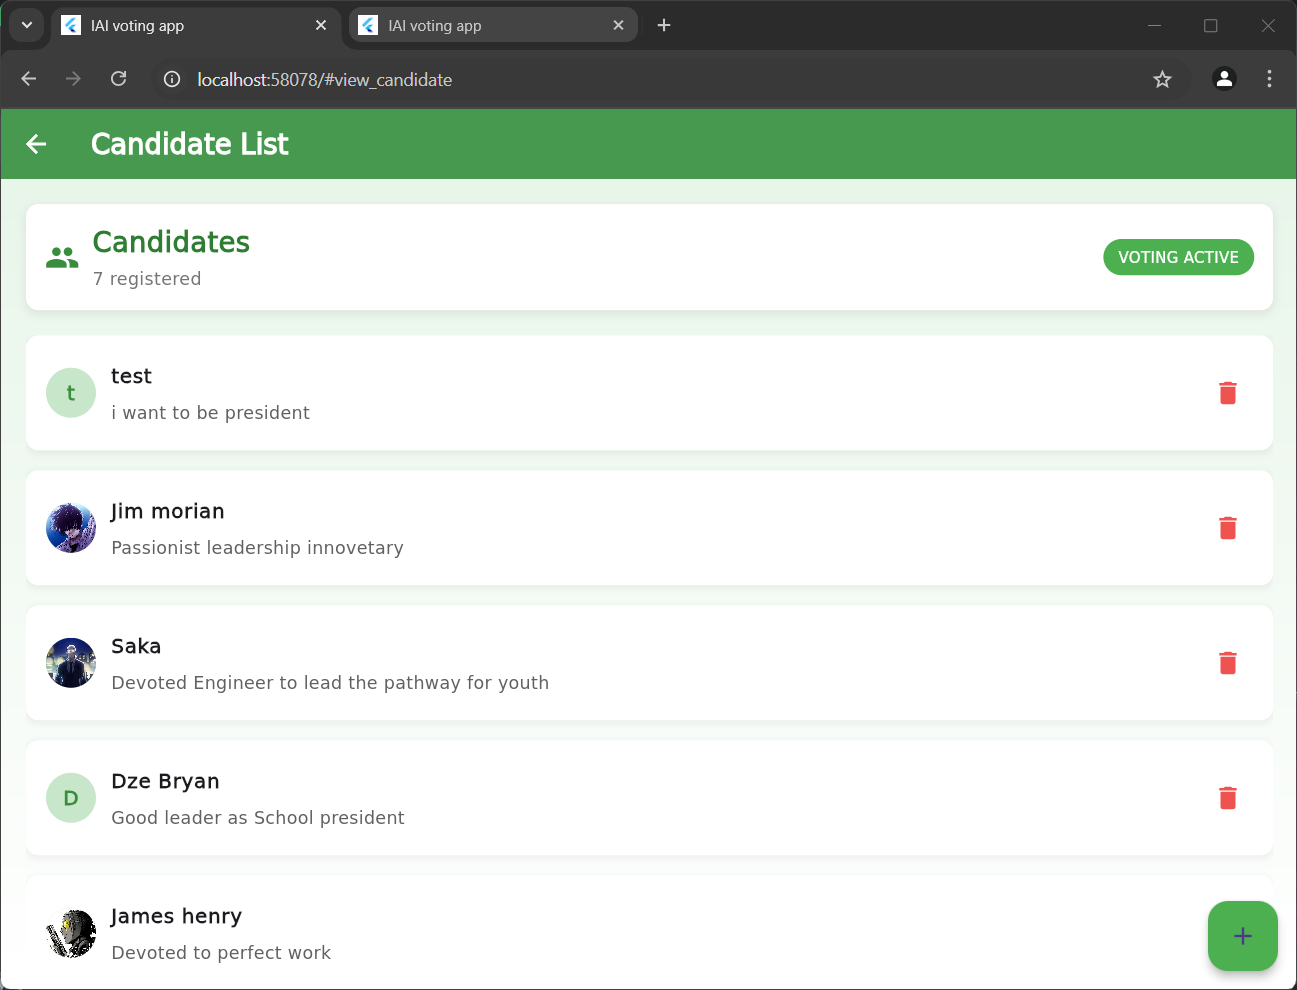 IAI voting app
IAI voting app
localhost:58078/#view_candidate
Candidate List
Candidates
7 registered
VOTING ACTIVE
t
test
i want to be president
Jim morian
Passionist leadership innovetary
Saka
Devoted Engineer to lead the pathway for youth
D
Dze Bryan
Good leader as School president
James henry
Devoted to perfect work